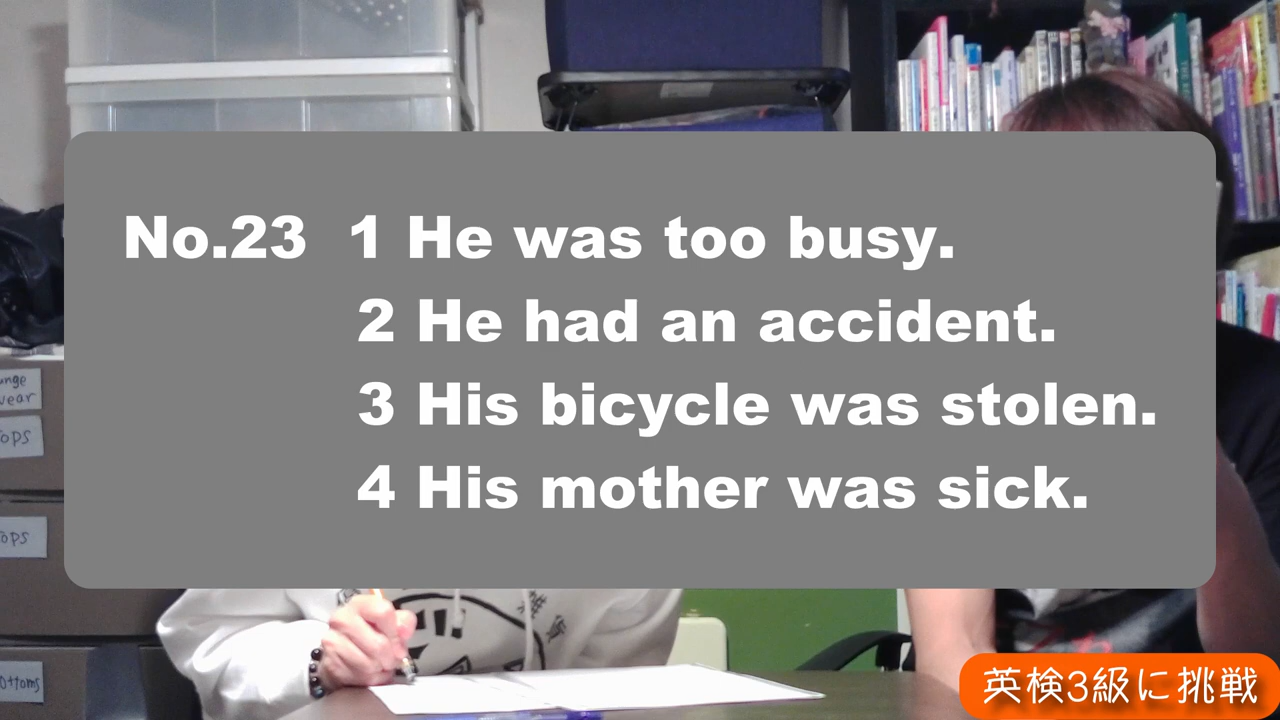 No.23 1 He was too busy.
2 He had an accident.
3 His bicycle was stolen.
4 His mother was sick.
英検3級に挑戦